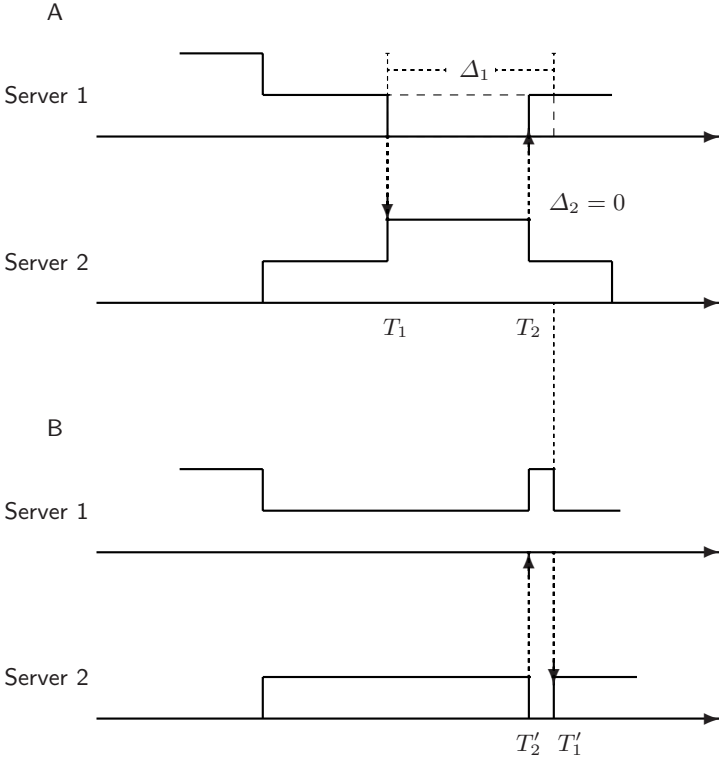 A
Δ₁
Server 1
Δ₂ = 0
Server 2
T₁ T₂
B
Server 1
Server 2
T₂′ T₁′